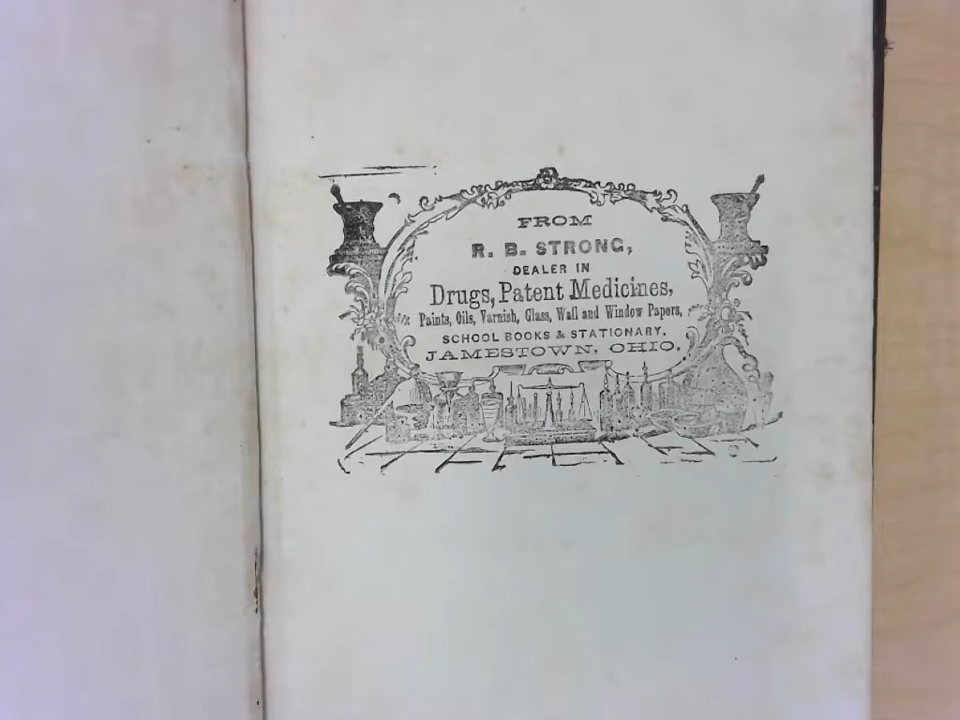 FROM
R. B. STRONG,
DEALER IN
Drugs, Patent Medicines,
Paints, Oils, Varnish, Glass, Wall and Window Papers,
SCHOOL BOOKS & STATIONARY.
JAMESTOWN, OHIO.